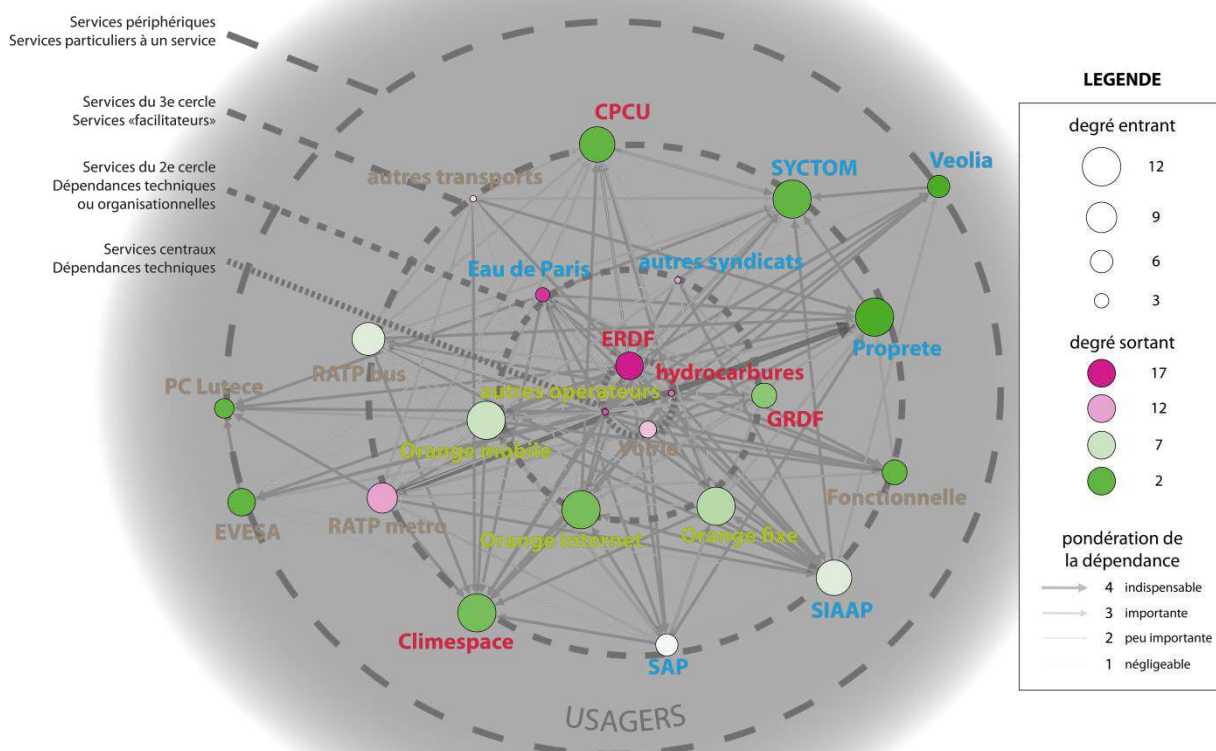 Services périphériques
Services particuliers à un service
Services du 3e cercle
Services «facilitateurs»
Services du 2e cercle
Dépendances techniques
ou organisationnelles
Services centraux
Dépendances techniques
CPCU
autres transports
SYCTOM
Veolia
Eau de Paris
autres syndicats
ERDF
Proprete
RATP bus
hydrocarbures
PC Lutece
autres operateurs
GRDF
Orange mobile
Voirie
Fonctionnelle
EVESA
RATP metro
Orange internet
Orange fixe
SIAAP
Climespace
SAP
USAGERS
LEGENDE
degré entrant
12
9
6
3
degré sortant
17
12
7
2
pondération de
la dépendance
4 indispensable
3 importante
2 peu importante
1 négligeable